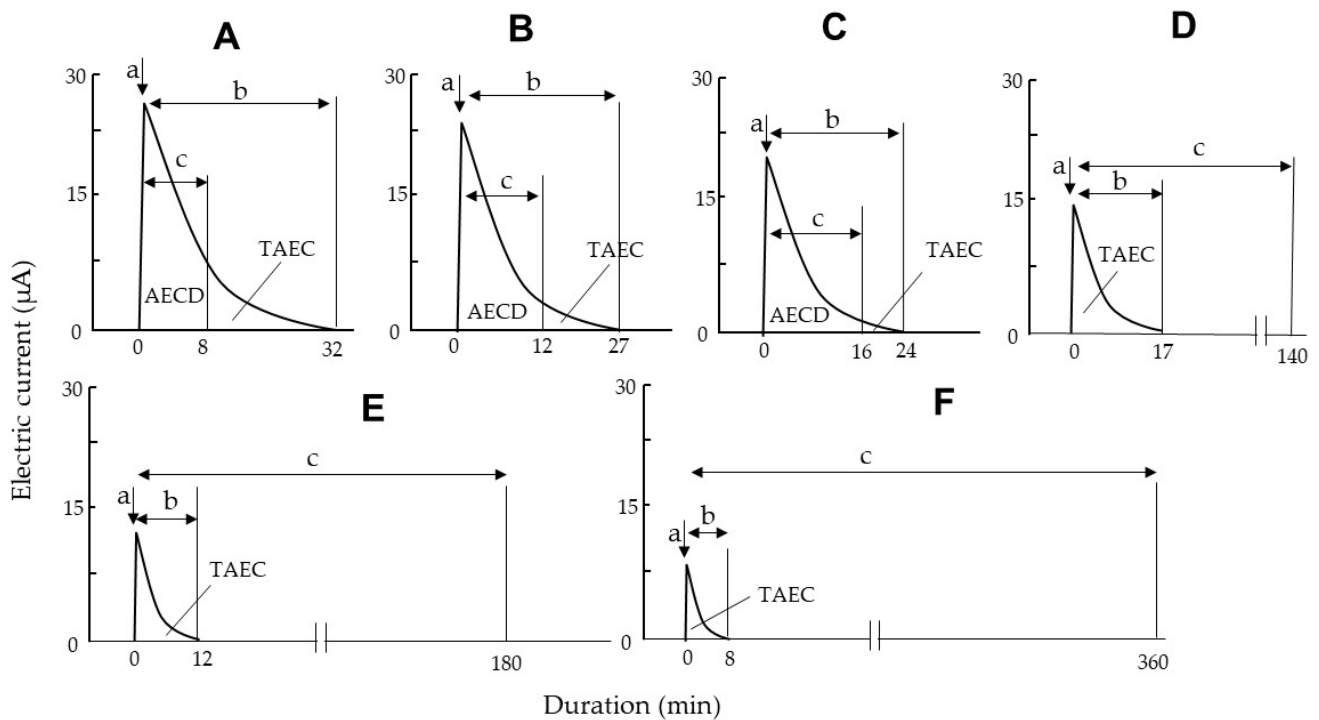 A
B
C
D
Electric current (μA)
30
15
0
a
b
c
TAEC
AECD
0
8
32
30
15
0
a
b
c
TAEC
AECD
0
12
27
30
15
0
a
b
c
TAEC
AECD
0
16
24
30
15
0
a
c
b
TAEC
0
17
140
E
F
30
15
0
c
a
b
TAEC
0
12
180
30
15
0
c
a
b
TAEC
0
8
360
Duration (min)